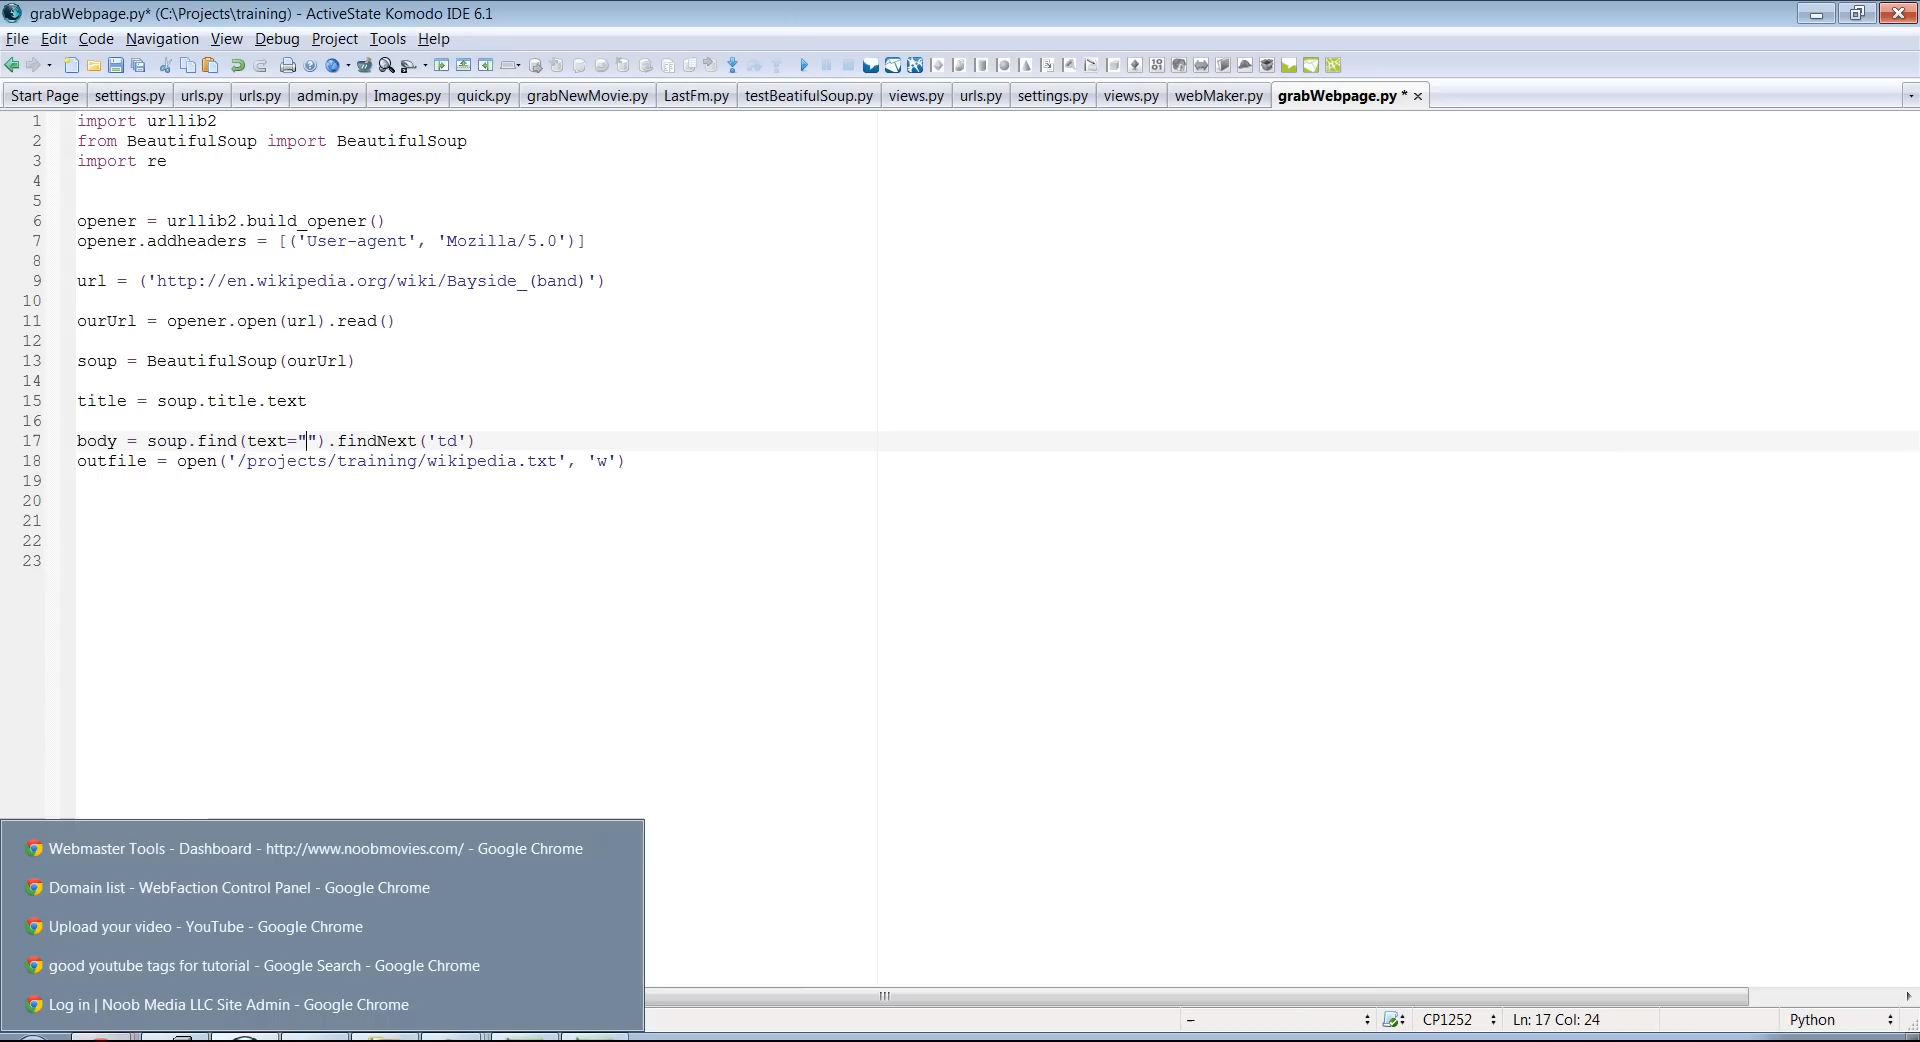 grabWebpage.py* (C:\Projects\training) - ActiveState Komodo IDE 6.1
File Edit Code Navigation View Debug Project Tools Help
Start Page settings.py urls.py urls.py admin.py Images.py quick.py grabNewMovie.py LastFm.py testBeatifulSoup.py views.py urls.py settings.py views.py webMaker.py grabWebpage.py *
1 import urllib2
2 from BeautifulSoup import BeautifulSoup
3 import re
4
5
6 opener = urllib2.build_opener()
7 opener.addheaders = [('User-agent', 'Mozilla/5.0')]
8
9 url = ('http://en.wikipedia.org/wiki/Bayside_(band)')
10
11 ourUrl = opener.open(url).read()
12
13 soup = BeautifulSoup(ourUrl)
14
15 title = soup.title.text
16
17 body = soup.find(text="").findNext('td')
18 outfile = open('/projects/training/wikipedia.txt', 'w')
19
20
21
22
23
Webmaster Tools - Dashboard - http://www.noobmovies.com/ - Google Chrome
Domain list - WebFaction Control Panel - Google Chrome
Upload your video - YouTube - Google Chrome
good youtube tags for tutorial - Google Search - Google Chrome
Log in | Noob Media LLC Site Admin - Google Chrome
CP1252 Ln: 17 Col: 24 Python